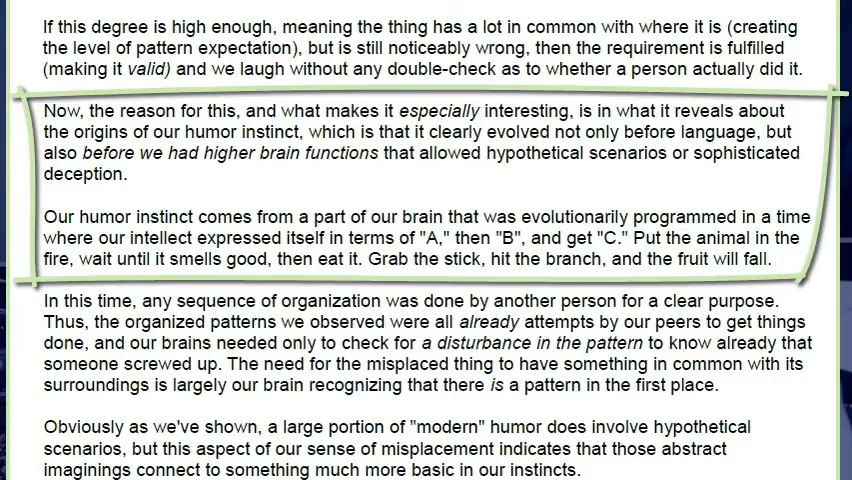 If this degree is high enough, meaning the thing has a lot in common with where it is (creating
the level of pattern expectation), but is still noticeably wrong, then the requirement is fulfilled
(making it valid) and we laugh without any double-check as to whether a person actually did it.
Now, the reason for this, and what makes it especially interesting, is in what it reveals about
the origins of our humor instinct, which is that it clearly evolved not only before language, but
also before we had higher brain functions that allowed hypothetical scenarios or sophisticated
deception.
Our humor instinct comes from a part of our brain that was evolutionarily programmed in a time
where our intellect expressed itself in terms of "A," then "B", and get "C." Put the animal in the
fire, wait until it smells good, then eat it. Grab the stick, hit the branch, and the fruit will fall.
In this time, any sequence of organization was done by another person for a clear purpose.
Thus, the organized patterns we observed were all already attempts by our peers to get things
done, and our brains needed only to check for a disturbance in the pattern to know already that
someone screwed up. The need for the misplaced thing to have something in common with its
surroundings is largely our brain recognizing that there is a pattern in the first place.
Obviously as we've shown, a large portion of "modern" humor does involve hypothetical
scenarios, but this aspect of our sense of misplacement indicates that those abstract
imaginings connect to something much more basic in our instincts.